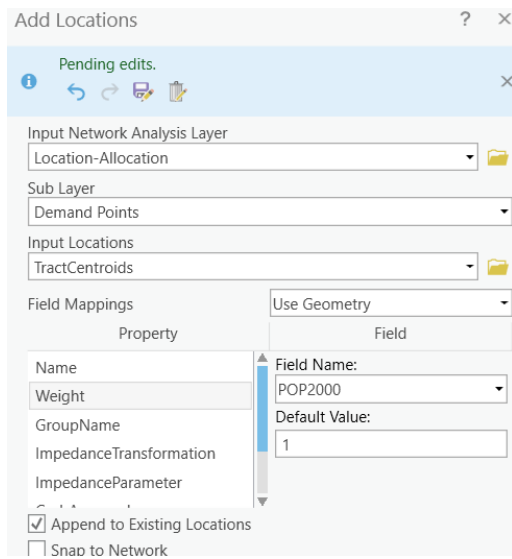 Add Locations
Pending edits.
Input Network Analysis Layer
Location-Allocation
Sub Layer
Demand Points
Input Locations
TractCentroids
Field Mappings Use Geometry
Property Field
Name
Field Name:
Weight
POP2000
GroupName
Default Value:
ImpedanceTransformation
1
ImpedanceParameter
Append to Existing Locations
Snap to Network